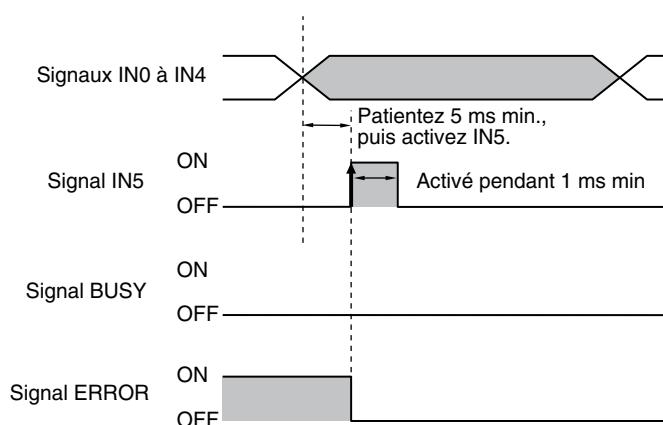 Signaux IN0 à IN4
Patientez 5 ms min.,
puis activez IN5.
ON
Signal IN5
Activé pendant 1 ms min
OFF
ON
Signal BUSY
OFF
ON
Signal ERROR
OFF